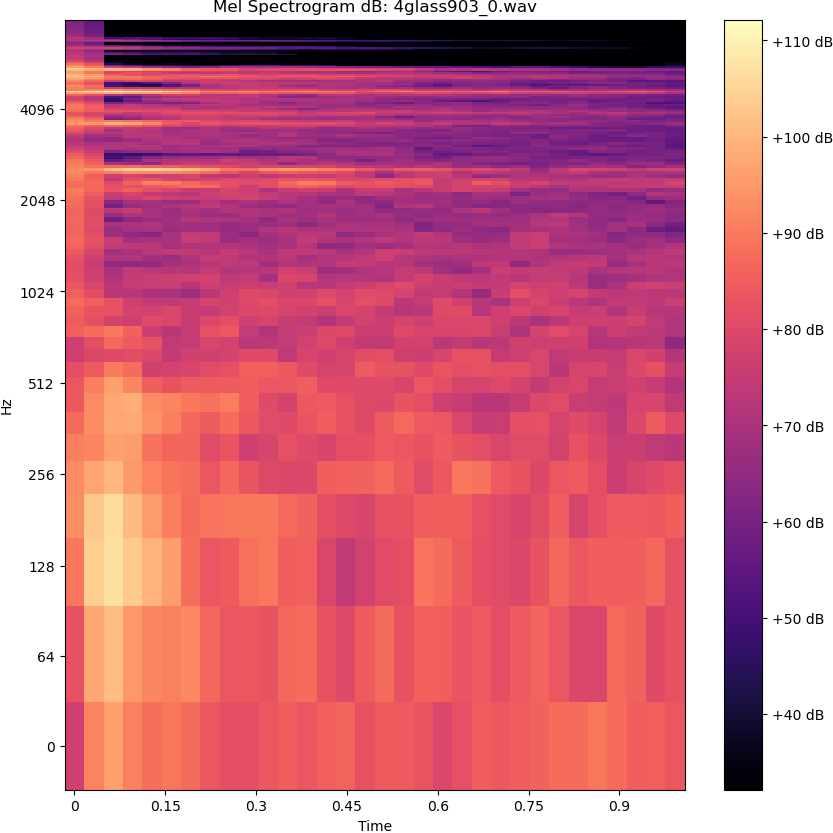 Mel Spectrogram dB: 4glass903_0.wav
+110 dB
4096
+100 dB
2048
+90 dB
1024
+80 dB
512
Hz
+70 dB
256
+60 dB
128
+50 dB
64
+40 dB
0
0 0.15 0.3 0.45 0.6 0.75 0.9
Time